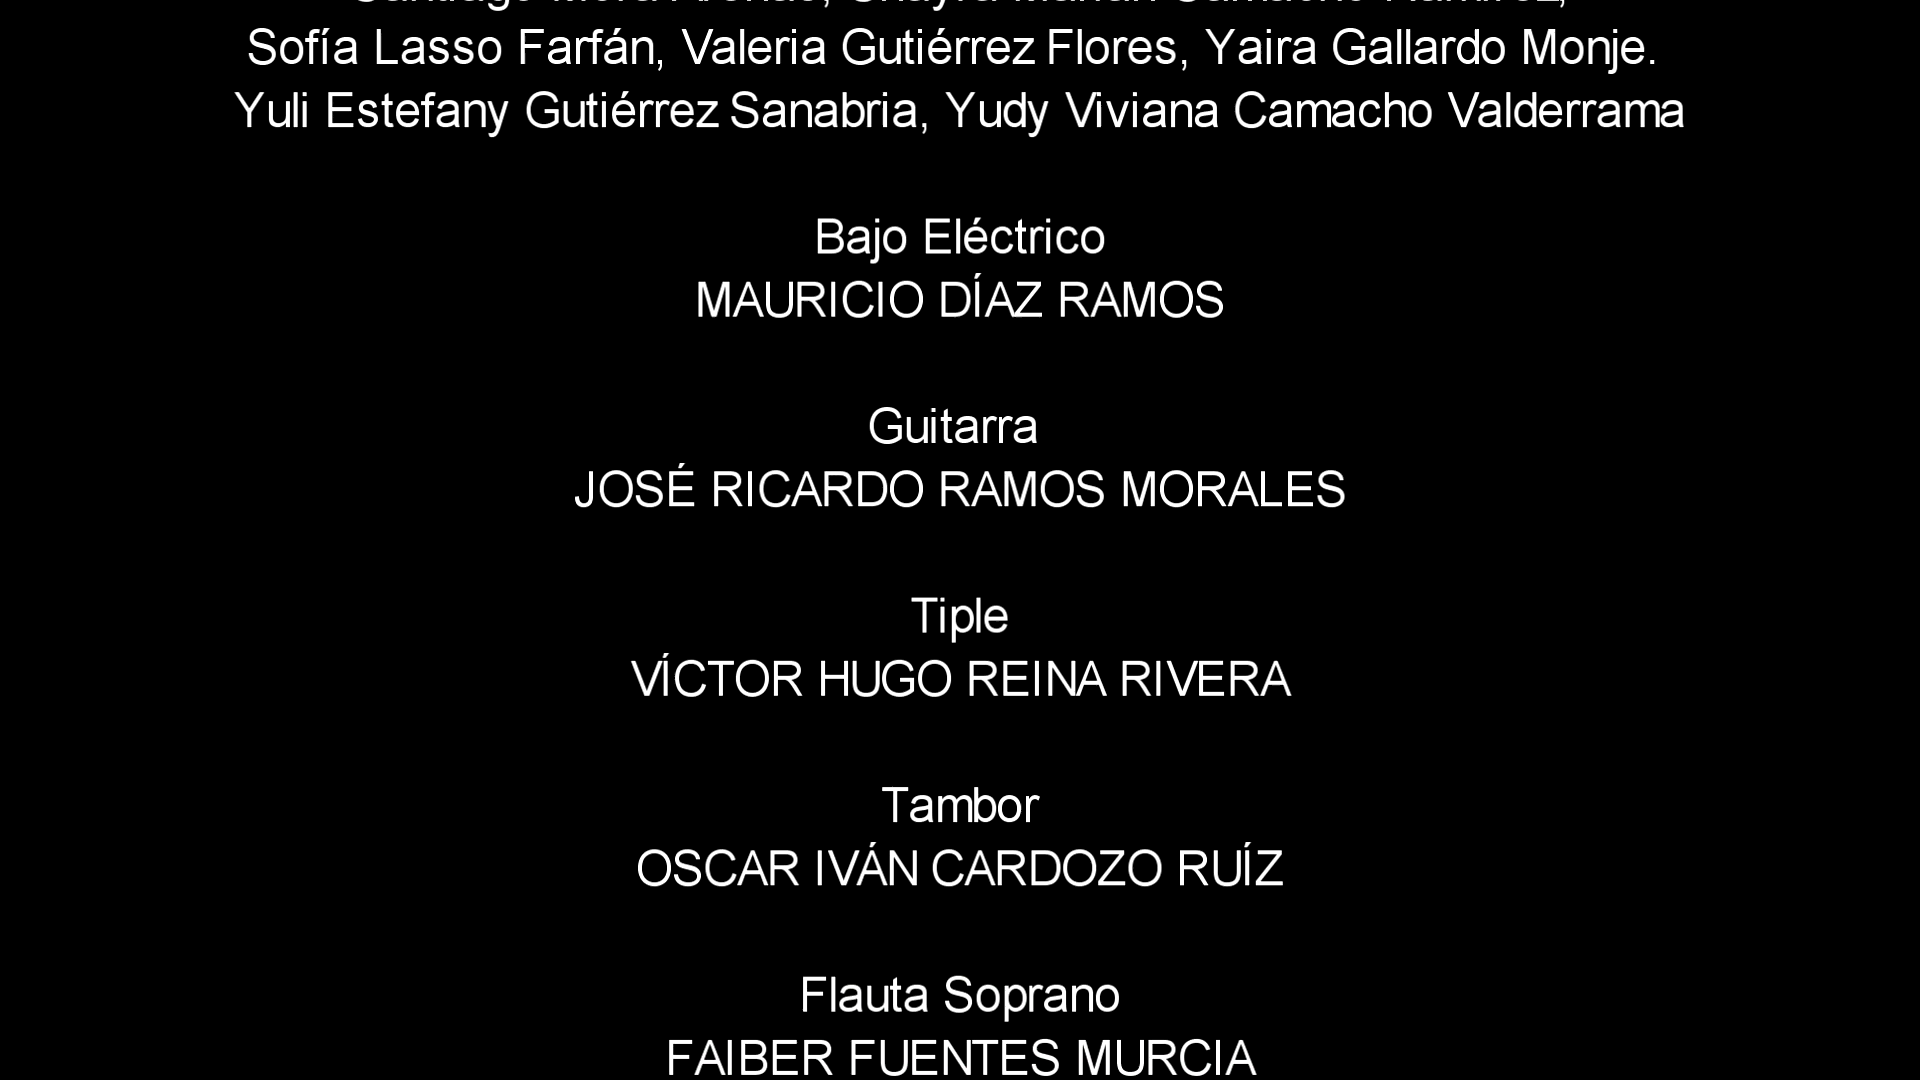 Sofía Lasso Farfán, Valeria Gutiérrez Flores, Yaira Gallardo Monje.
Yuli Estefany Gutiérrez Sanabria, Yudy Viviana Camacho Valderrama
Bajo Eléctrico
MAURICIO DÍAZ RAMOS
Guitarra
JOSÉ RICARDO RAMOS MORALES
Tiple
VÍCTOR HUGO REINA RIVERA
Tambor
OSCAR IVÁN CARDOZO RUÍZ
Flauta Soprano
FAIBER FUENTES MURCIA